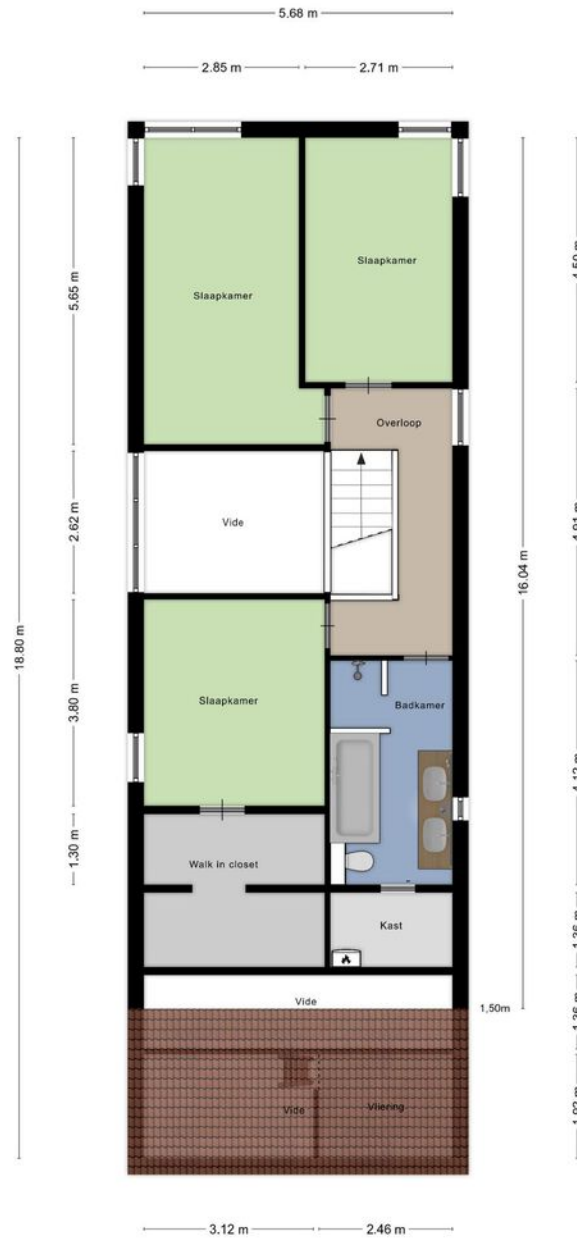 5.68 m
2.85 m
2.71 m
5.65 m
Slaapkamer
Slaapkamer
Overloop
2.62 m
Vide
16.04 m
18.80 m
3.80 m
Slaapkamer
Badkamer
1.30 m
Walk in closet
Kast
Vide
1,50m
Vide
Vliering
3.12 m
2.46 m